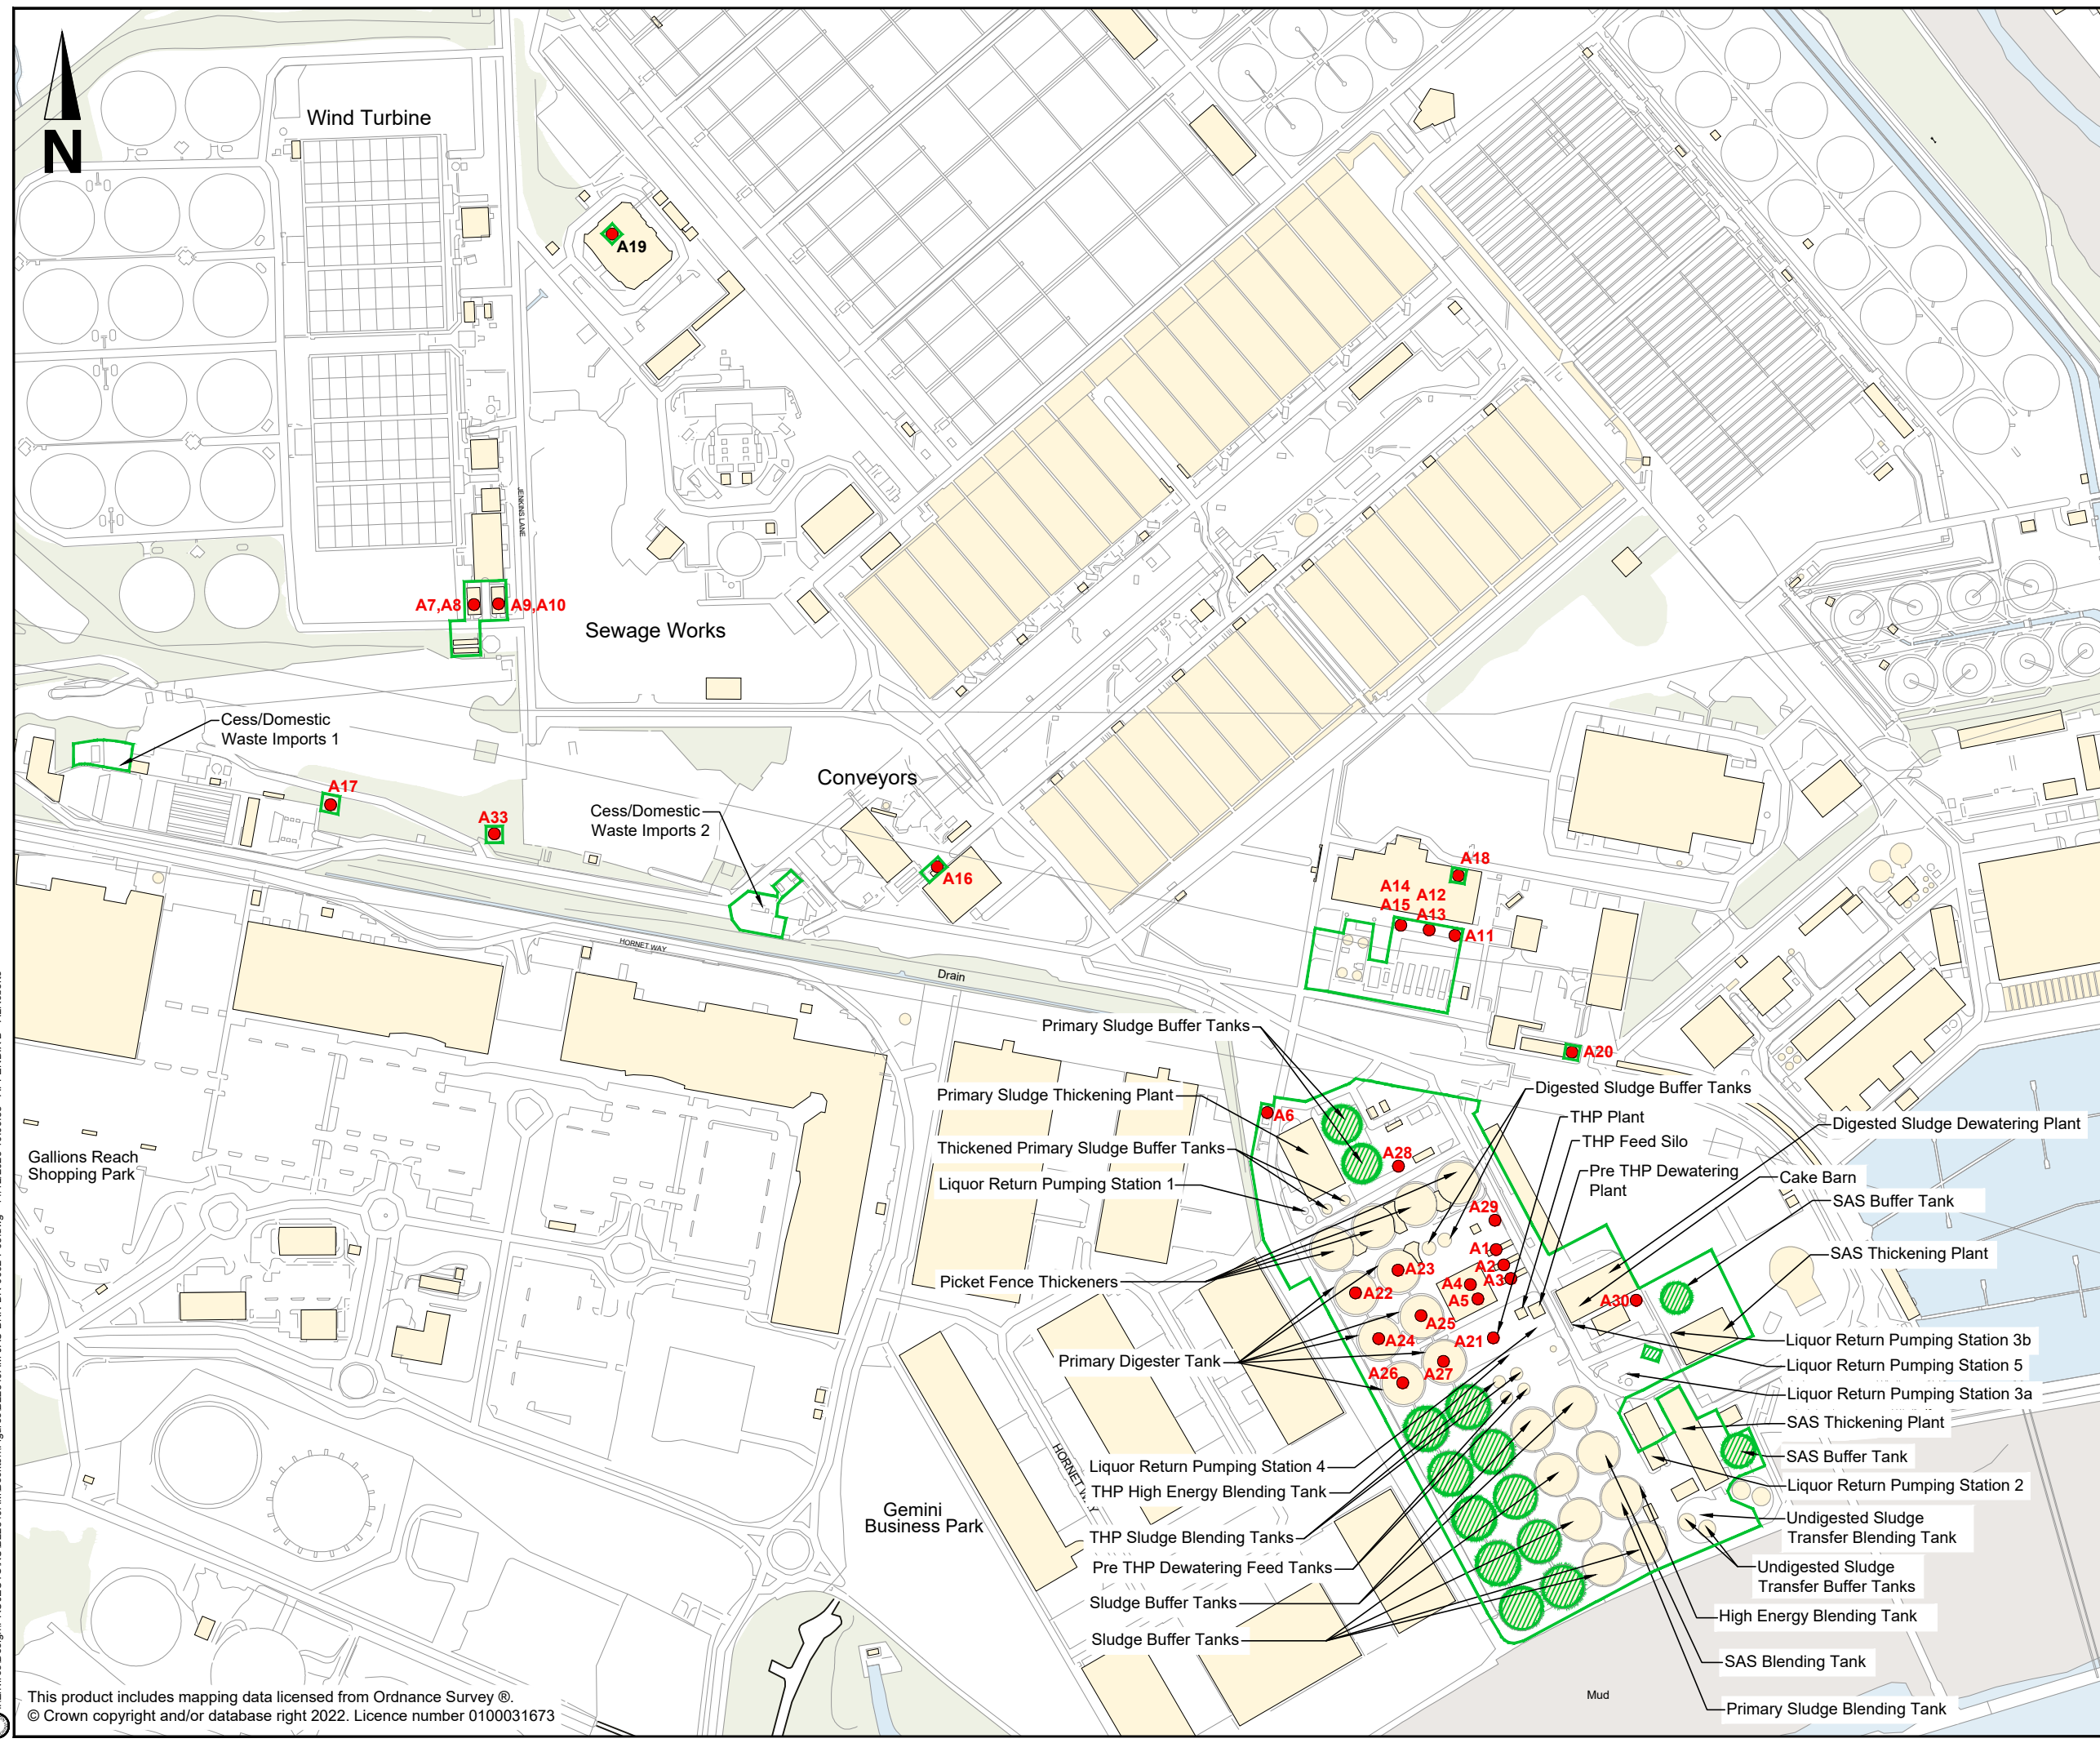 N
Wind Turbine
A19
JENKINS LANE
A7,A8
A9,A10
Sewage Works
Cess/Domestic
Waste Imports 1
A17
A33
Conveyors
Cess/Domestic
Waste Imports 2
A16
A18
A14
A12
A15
A13
A11
HORNET WAY
Drain
A20
Primary Sludge Buffer Tanks
Primary Sludge Thickening Plant
Thickened Primary Sludge Buffer Tanks
Liquor Return Pumping Station 1
A6
A28
Digested Sludge Buffer Tanks
THP Plant
THP Feed Silo
Pre THP Dewatering
Plant
Digested Sludge Dewatering Plant
Cake Barn
SAS Buffer Tank
SAS Thickening Plant
Gallions Reach
Shopping Park
A29
A1
A2
A3
A4
A5
A23
A22
A25
A24
A21
A27
A26
A30
Picket Fence Thickeners
Primary Digester Tank
Liquor Return Pumping Station 3b
Liquor Return Pumping Station 5
Liquor Return Pumping Station 3a
SAS Thickening Plant
SAS Buffer Tank
Liquor Return Pumping Station 2
Undigested Sludge
Transfer Blending Tank
Undigested Sludge
Transfer Buffer Tanks
High Energy Blending Tank
SAS Blending Tank
Primary Sludge Blending Tank
HORNET WAY
Gemini
Business Park
Liquor Return Pumping Station 4
THP High Energy Blending Tank
THP Sludge Blending Tanks
Pre THP Dewatering Feed Tanks
Sludge Buffer Tanks
Sludge Buffer Tanks
Mud
This product includes mapping data licensed from Ordnance Survey ®.
© Crown copyright and/or database right 2022. Licence number 0100031673